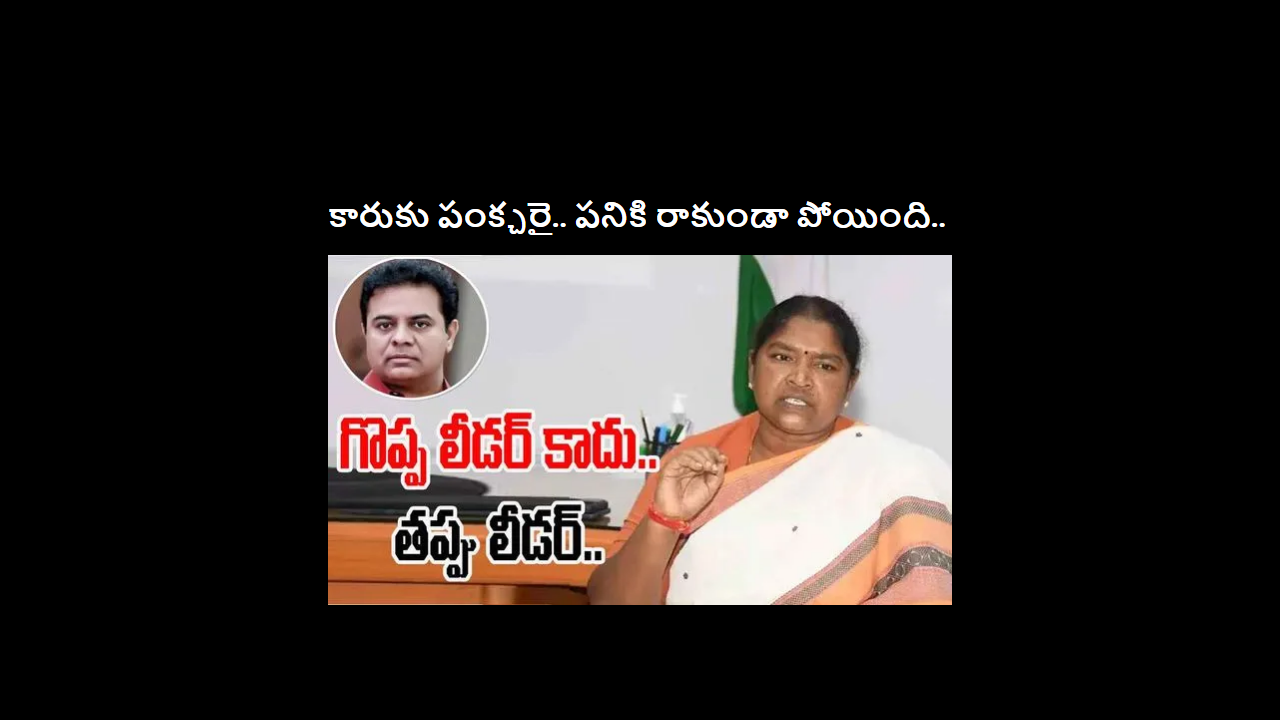 కారుకు పంక్చరై.. పనికి రాకుండా పోయింది..
గొప్ప లీడర్ కాదు..
తప్పు లీడర్..